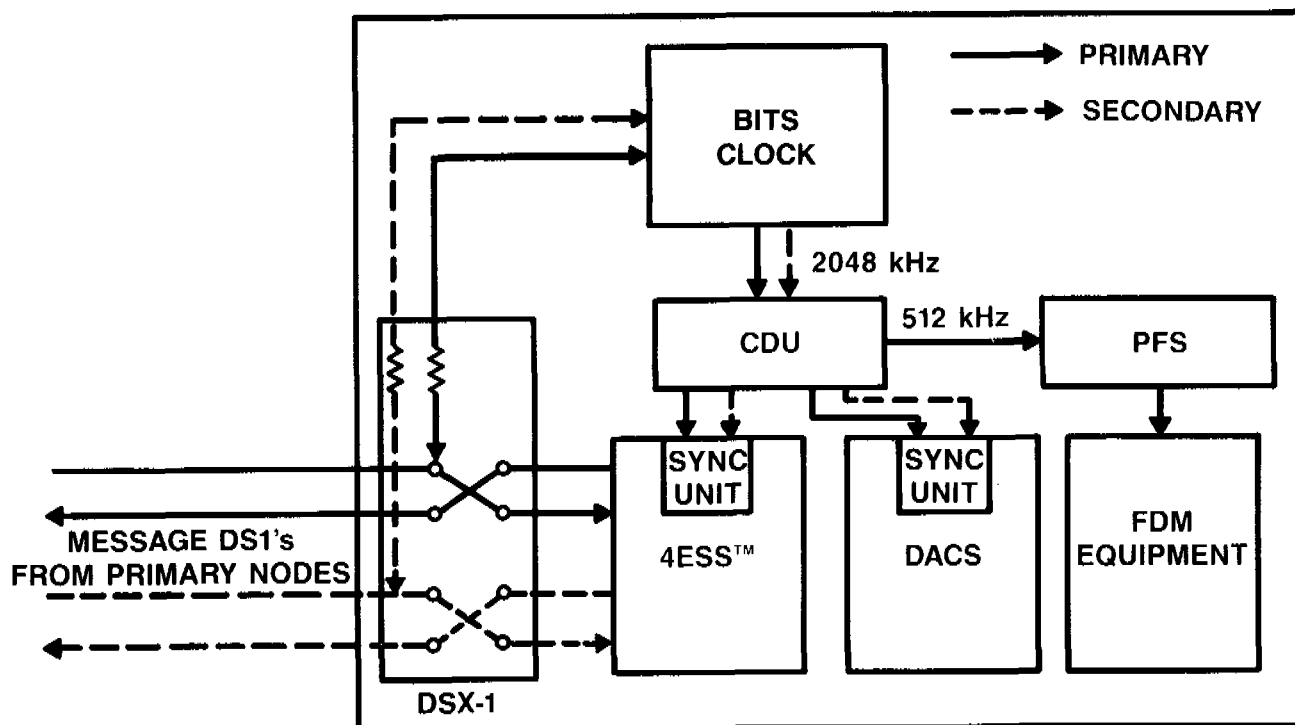 PRIMARY
SECONDARY
BITS
CLOCK
2048 kHz
CDU
512 kHz
PFS
SYNC
UNIT
4ESS™
SYNC
UNIT
DACS
FDM
EQUIPMENT
MESSAGE DS1's
FROM PRIMARY NODES
DSX-1